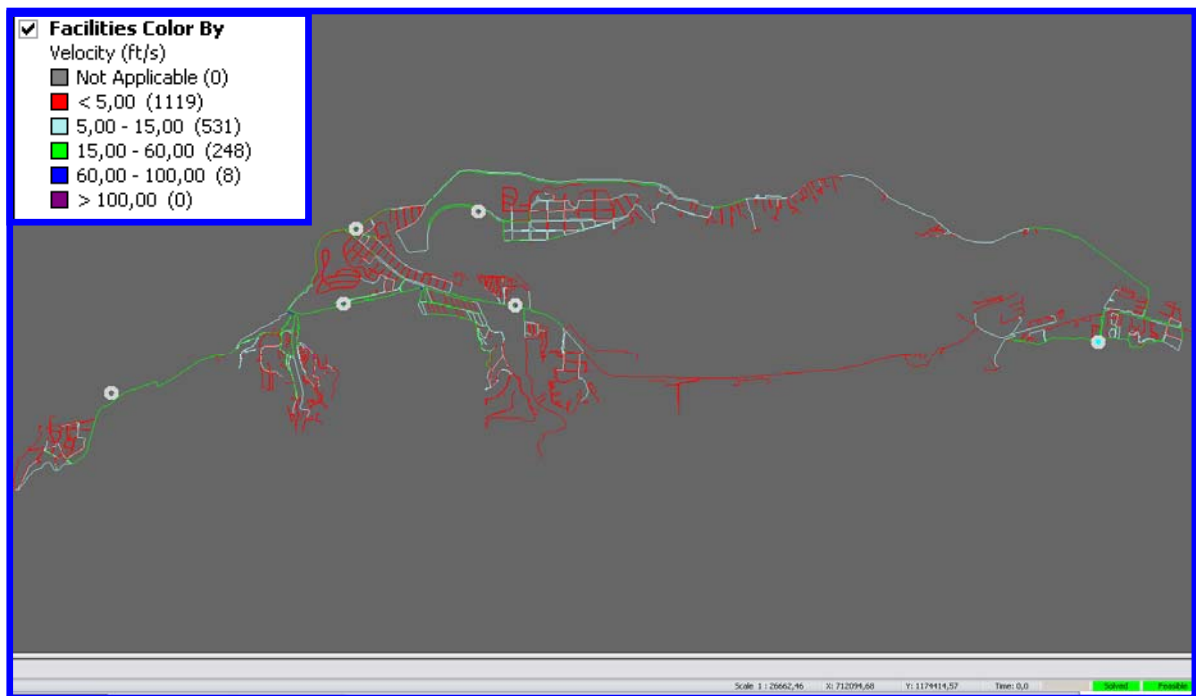 Facilities Color By
Velocity (ft/s)
Not Applicable (0)
< 5,00 (1119)
5,00 - 15,00 (531)
15,00 - 60,00 (248)
60,00 - 100,00 (8)
> 100,00 (0)
Scale 1 : 26662,46 X: 712094,68 Y: 1174414,57 Time: 0,0 Solved Possible